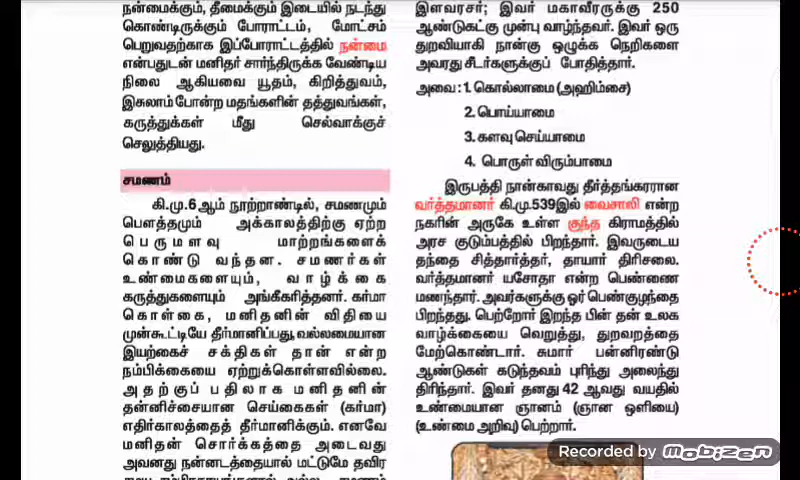 நன்மைக்கும், தீமைக்கும் இடையில் நடந்து
கொண்டிருக்கும் போராட்டம், மோட்சம்
பெறுவதற்காக இப்போராட்டத்தில் நன்மை
என்பதுடன் மனிதர் சார்ந்திருக்க வேண்டிய
நிலை ஆகியவை யூதம், கிறித்துவம்,
இசுலாம் போன்ற மதங்களின் தத்துவங்கள்,
கருத்துக்கள் மீது செல்வாக்குச்
செலுத்தியது.
சமணம்
கி.மு.6ஆம் நூற்றாண்டில், சமணமும்
பௌத்தமும் அக்காலத்திற்கு ஏற்ற
பெருமளவு மாற்றங்களைக்
கொண்டு வந்தன. சமணர்கள்
உண்மைகளையும், வாழ்க்கை
கருத்துகளையும் அங்கீகரித்தனர். கர்மா
கொள்கை, மனிதனின் விதியை
முன்கூட்டியே தீர்மானிப்பது,வல்லமையான
இயற்கைச் சக்திகள் தான் என்ற
நம்பிக்கையை ஏற்றுக்கொள்ளவில்லை.
அதற்குப் பதிலாக மனிதனின்
தன்னிச்சையான செய்கைகள் (கர்மா)
எதிர்காலத்தைத் தீர்மானிக்கும். எனவே
மனிதன் சொர்க்கத்தை அடைவது
அவனது நன்னடத்தையால் மட்டுமே தவிர
இளவரசர்; இவர் மகாவீரருக்கு 250
ஆண்டுகட்கு முன்பு வாழ்ந்தவர். இவர் ஒரு
துறவியாகி நான்கு ஒழுக்க நெறிகளை
அவரது சீடர்களுக்குப் போதித்தார்.
அவை : 1. கொல்லாமை (அஹிம்சை)
2. பொய்யாமை
3. களவு செய்யாமை
4. பொருள் விரும்பாமை
இருபத்தி நான்காவது தீர்த்தங்கரரான
வர்த்தமானர் கி.மு.539இல் வைசாலி என்ற
நகரின் அருகே உள்ள குந்த கிராமத்தில்
அரச குடும்பத்தில் பிறந்தார். இவருடைய
தந்தை சித்தார்த்தர், தாயார் திரிசலை.
வர்த்தமானர் யசோதா என்ற பெண்ணை
மணந்தார். அவர்களுக்கு ஓர் பெண்குழந்தை
பிறந்தது. பெற்றோர் இறந்த பின் தன் உலக
வாழ்க்கையை வெறுத்து, துறவறத்தை
மேற்கொண்டார். சுமார் பன்னிரண்டு
ஆண்டுகள் கடுந்தவம் புரிந்து அலைந்து
திரிந்தார். இவர் தனது 42 ஆவது வயதில்
உண்மையான ஞானம் (ஞான ஒளியை)
(உண்மை அறிவு) பெற்றார்.
Recorded by mobizen